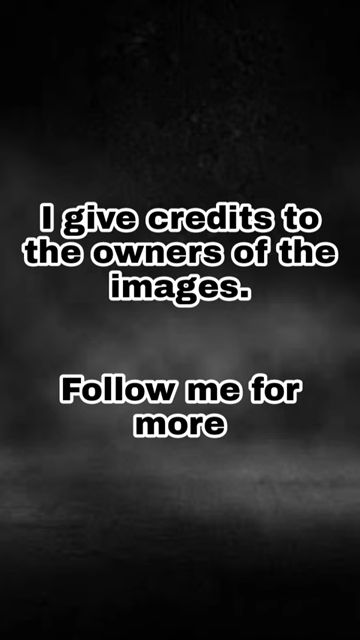 I give credits to
the owners of the
images.
Follow me for
more